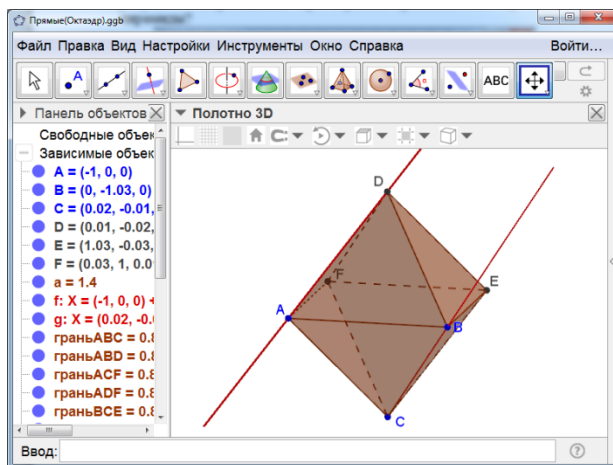 Прямые(Октаэдр).ggb
Файл Правка Вид Настройки Инструменты Окно Справка Войти...
A ABC
Панель объектов Полотно 3D
Свободные объек
Зависимые объек
A = (-1, 0, 0)
B = (0, -1.03, 0)
C = (0.02, -0.01,
D = (0.01, -0.02,
E = (1.03, -0.03,
F = (0.03, 1, 0.0
a = 1.4
f: X = (-1, 0, 0) +
g: X = (0.02, -0.0
граньABC = 0.8
граньABD = 0.8
граньACF = 0.8
граньADF = 0.8
граньBCE = 0.8
D
F
E
A
B
C
Ввод: